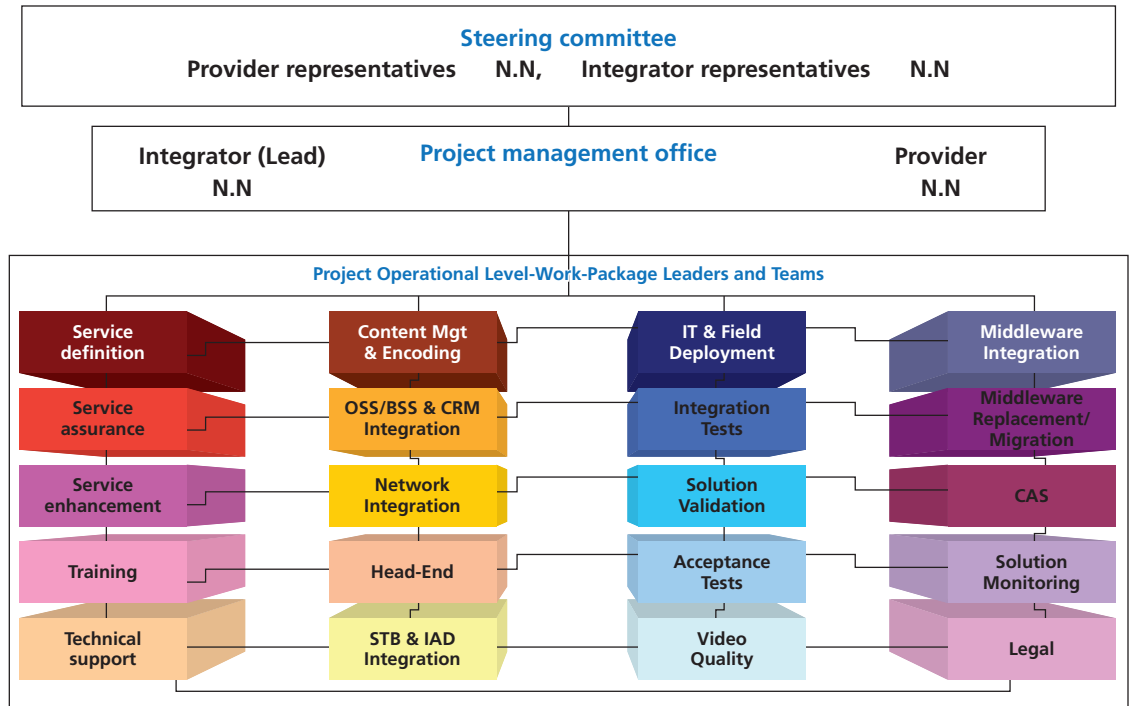 Steering committee
Provider representatives N.N, Integrator representatives N.N
Integrator (Lead) Project management office Provider
N.N N.N
Project Operational Level-Work-Package Leaders and Teams
Service
definition
Content Mgt
& Encoding
IT & Field
Deployment
Middleware
Integration
Service
assurance
OSS/BSS & CRM
Integration
Integration
Tests
Middleware
Replacement/
Migration
Service
enhancement
Network
Integration
Solution
Validation
CAS
Training
Head-End
Acceptance
Tests
Solution
Monitoring
Technical
support
STB & IAD
Integration
Video
Quality
Legal